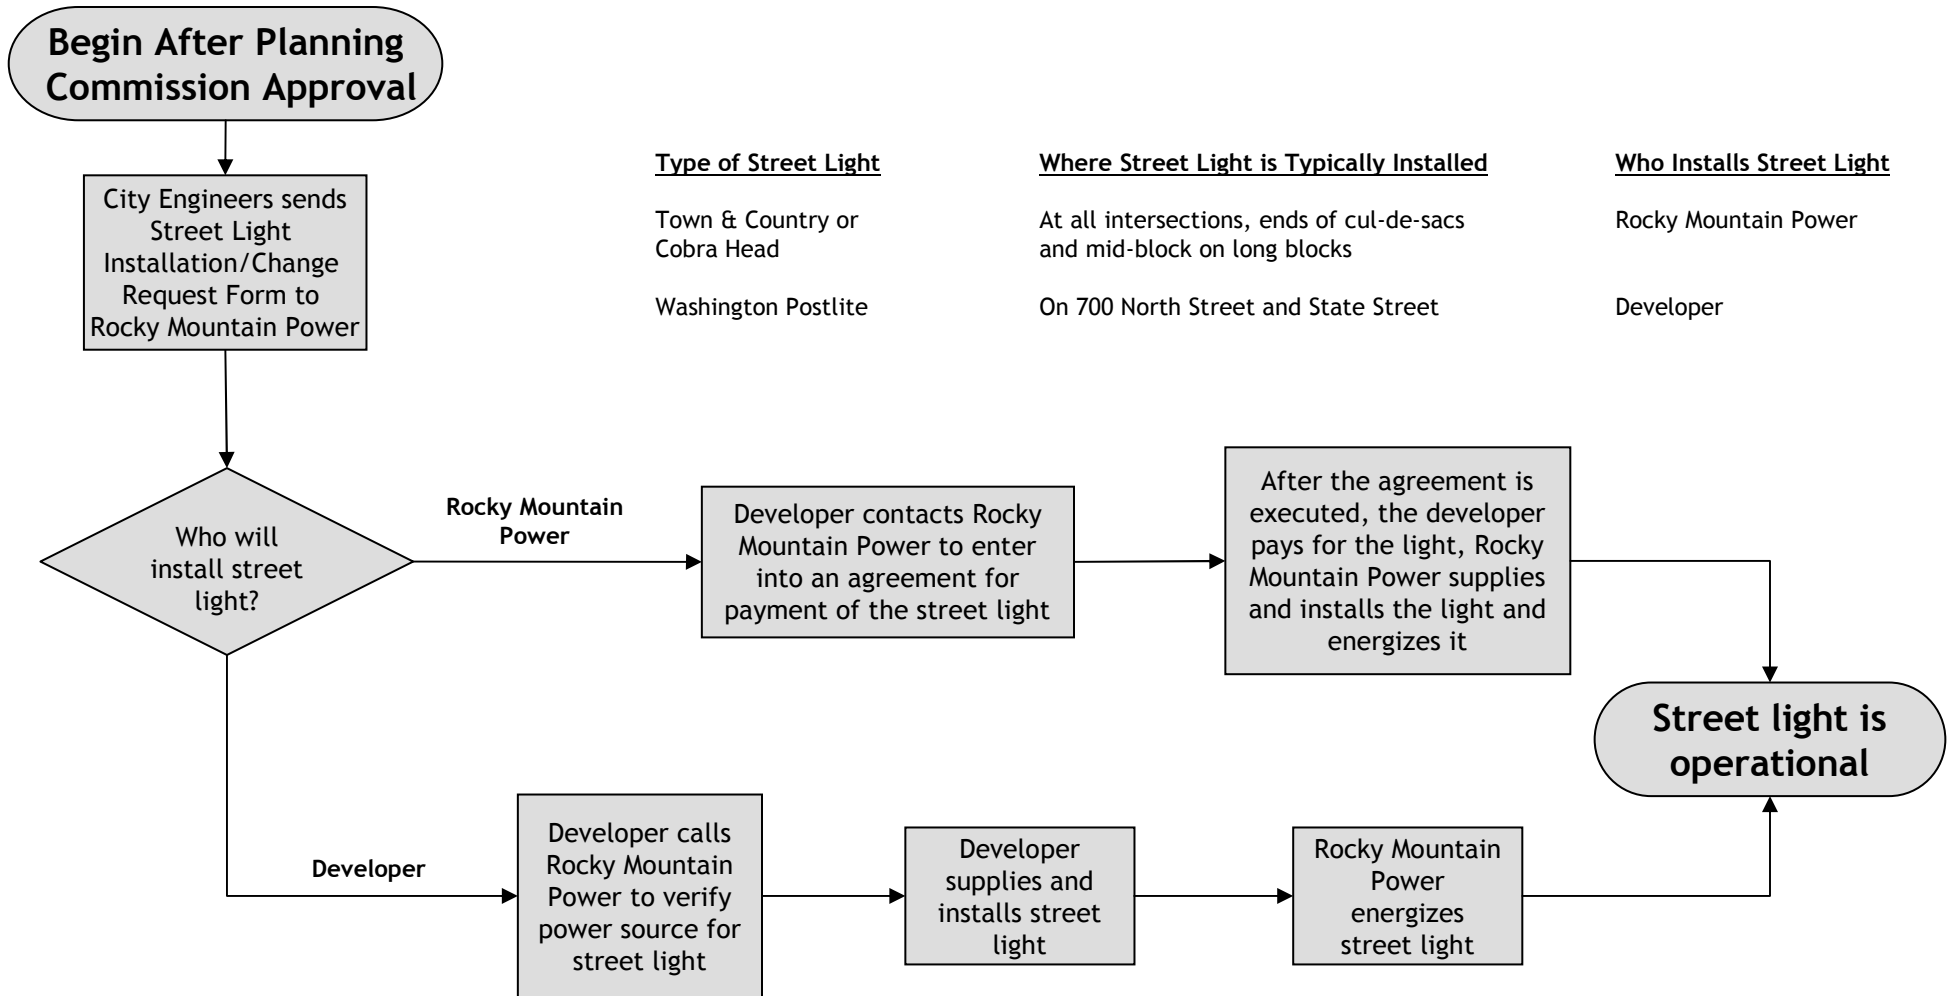 Begin After Planning
Commission Approval
City Engineers sends
Street Light
Installation/Change
Request Form to
Rocky Mountain Power
Type of Street Light
Where Street Light is Typically Installed
Who Installs Street Light
Town & Country or
Cobra Head
At all intersections, ends of cul-de-sacs
and mid-block on long blocks
Rocky Mountain Power
Washington Postlite
On 700 North Street and State Street
Developer
Who will
install street
light?
Rocky Mountain
Power
Developer contacts Rocky
Mountain Power to enter
into an agreement for
payment of the street light
After the agreement is
executed, the developer
pays for the light, Rocky
Mountain Power supplies
and installs the light and
energizes it
Street light is
operational
Developer
Developer calls
Rocky Mountain
Power to verify
power source for
street light
Developer
supplies and
installs street
light
Rocky Mountain
Power
energizes
street light